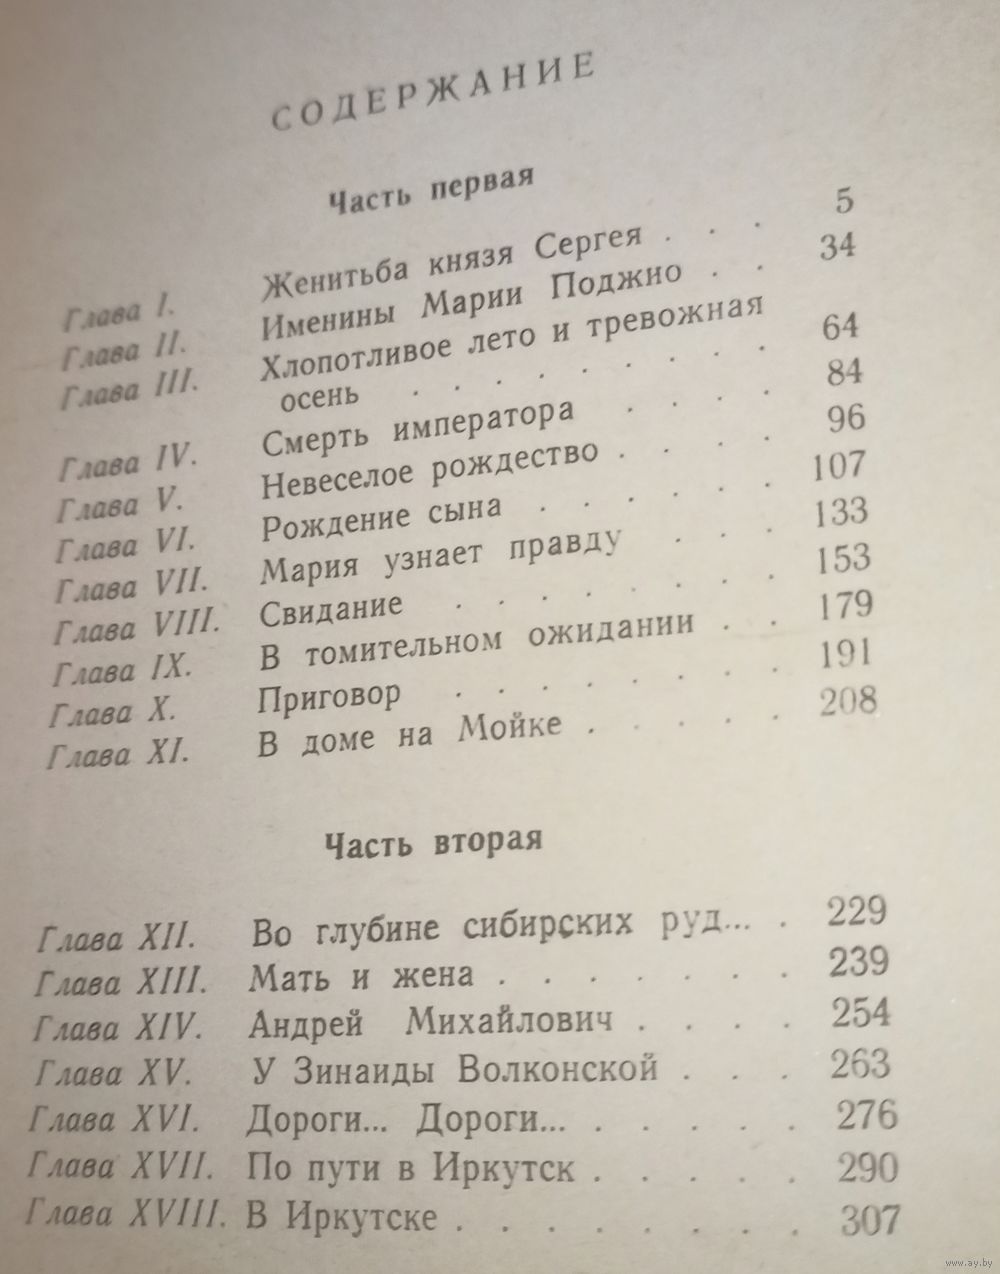 СОДЕРЖАНИЕ
Часть первая
Глава I. Женитьба князя Сергея . . . 5
Глава II. Именины Марии Поджио . . 34
Глава III. Хлопотливое лето и тревожная
осень . . . . . . . . . 64
Глава IV. Смерть императора . . . . 84
Глава V. Невеселое рождество . . . . 96
Глава VI. Рождение сына . . . . . . 107
Глава VII. Мария узнает правду . . . 133
Глава VIII. Свидание . . . . . . . . 153
Глава IX. В томительном ожидании . . 179
Глава X. Приговор . . . . . . . . 191
Глава XI. В доме на Мойке . . . . . 208
Часть вторая
Глава XII. Во глубине сибирских руд... . 229
Глава XIII. Мать и жена . . . . . . . 239
Глава XIV. Андрей Михайлович . . . . 254
Глава XV. У Зинаиды Волконской . . . 263
Глава XVI. Дороги... Дороги... . . . . . 276
Глава XVII. По пути в Иркутск . . . . . 290
Глава XVIII. В Иркутске . . . . . . . . 307
www.ay.by